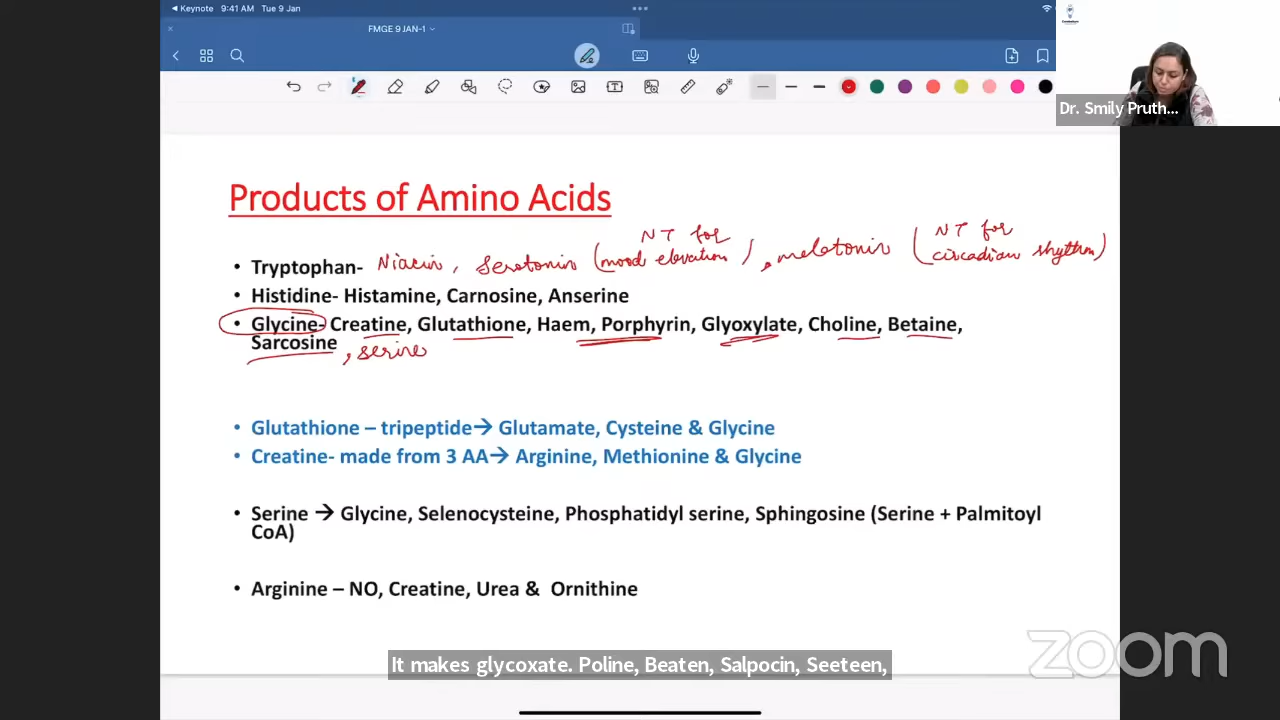 Keynote 9:41 AM Tue 9 Jan
FMGE 9 JAN-1
Dr. Smily Pruth...
Products of Amino Acids
NT for NT for
• Tryptophan- Niacin, Serotonin (mood elevation), melatonin (circadian rhythm)
• Histidine- Histamine, Carnosine, Anserine
• Glycine- Creatine, Glutathione, Haem, Porphyrin, Glyoxylate, Choline, Betaine,
Sarcosine, serine
• Glutathione – tripeptide→ Glutamate, Cysteine & Glycine
• Creatine- made from 3 AA→ Arginine, Methionine & Glycine
• Serine → Glycine, Selenocysteine, Phosphatidyl serine, Sphingosine (Serine + Palmitoyl
CoA)
• Arginine – NO, Creatine, Urea & Ornithine
zoom
It makes glycoxate. Poline, Beaten, Salpocin, Seeteen,